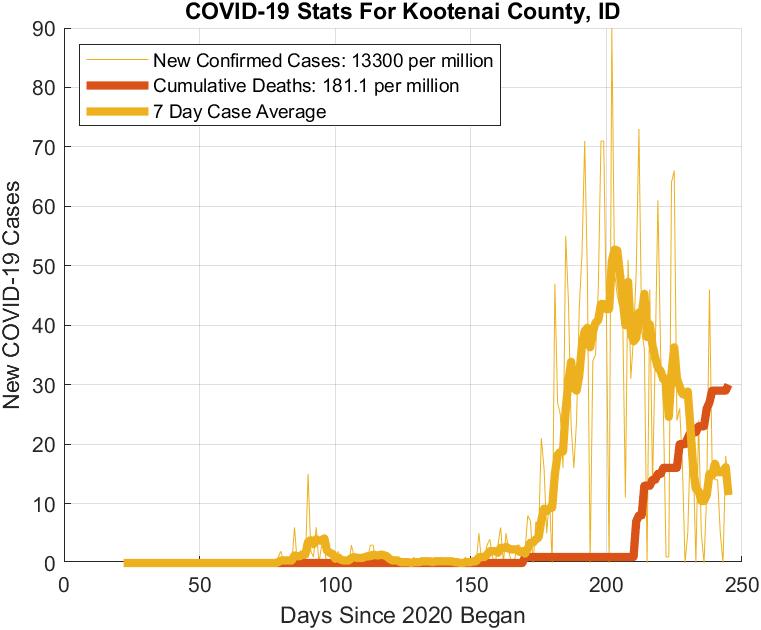 COVID-19 Stats For Kootenai County, ID
New Confirmed Cases: 13300 per million
Cumulative Deaths: 181.1 per million
7 Day Case Average
New COVID-19 Cases
90
80
70
60
50
40
30
20
10
0
0 50 100 150 200 250
Days Since 2020 Began